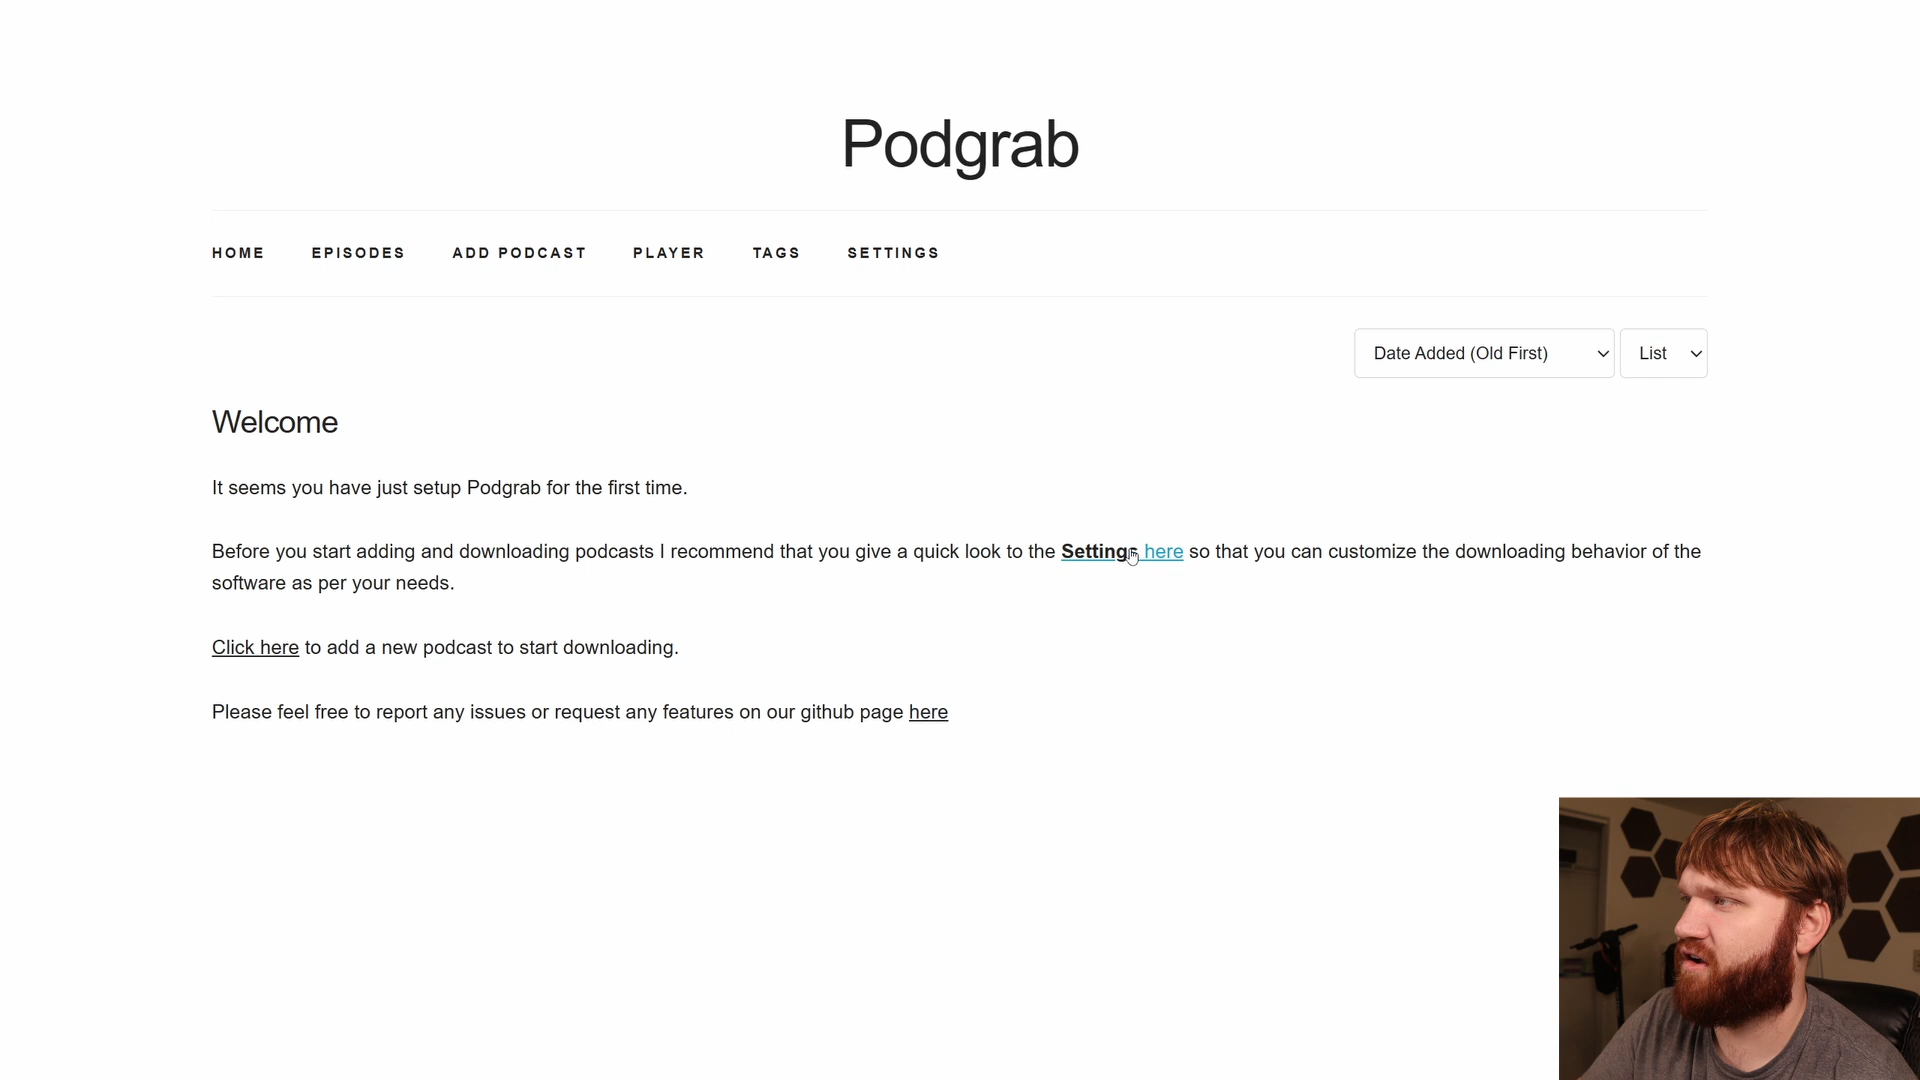 Podgrab
HOME EPISODES ADD PODCAST PLAYER TAGS SETTINGS
Date Added (Old First) List
Welcome
It seems you have just setup Podgrab for the first time.
Before you start adding and downloading podcasts I recommend that you give a quick look to the Settings here so that you can customize the downloading behavior of the
software as per your needs.
Click here to add a new podcast to start downloading.
Please feel free to report any issues or request any features on our github page here